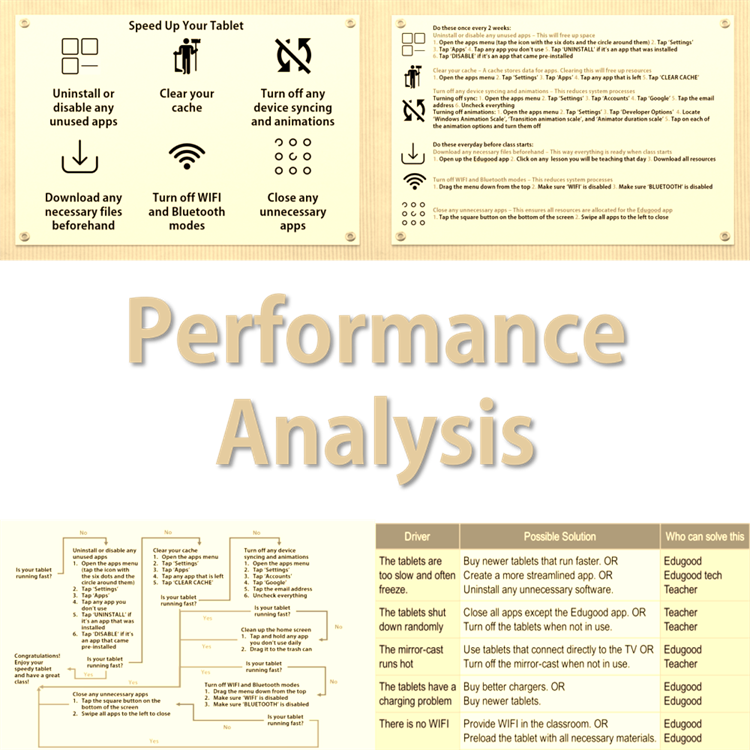 Speed Up Your Tablet
Uninstall or
disable any
unused apps
Clear your
cache
Turn off any
device syncing
and animations
Download any
necessary files
beforehand
Turn off WIFI
and Bluetooth
modes
Close any
unnecessary
apps
Do these once every 2 weeks:
Uninstall or disable any unused apps – This will free up space
1. Open the apps menu (tap the icon with the six dots and the circle around them) 2. Tap 'Settings'
3. Tap 'Apps' 4. Tap any app you don't use 5. Tap 'UNINSTALL' if it's an app that was installed
6. Tap 'DISABLE' if it's an app that came pre-installed
Clear your cache – A cache stores data for apps. Clearing this will free up resources
1. Open the apps menu 2. Tap 'Settings' 3. Tap 'Apps' 4. Tap any app that is left 5. Tap 'CLEAR CACHE'
Turn off any device syncing and animations – This reduces system processes
Turning off sync: 1. Open the apps menu 2. Tap 'Settings' 3. Tap 'Accounts' 4. Tap 'Google' 5. Tap the email
address 6. Uncheck everything
Turning off animations: 1. Open the apps menu 2. Tap 'Settings' 3. Tap 'Developer Options' 4. Locate
'Windows Animation Scale', 'Transition animation scale', and 'Animator duration scale' 5. Tap on each of
the animation options and turn them off
Do these everyday before class starts:
Download any necessary files beforehand – This way everything is ready when class starts
1. Open up the Edugood app 2. Click on any lesson you will be teaching that day 3. Download all resources
Turn off WIFI and Bluetooth modes – This reduces system processes
1. Drag the menu down from the top 2. Make sure 'WIFI' is disabled 3. Make sure 'BLUETOOTH' is disabled
Close any unnecessary apps – This ensures all resources are allocated for the Edugood app
1. Tap the square button on the bottom of the screen 2. Swipe all apps to the left to close
Performance
Analysis
No
No
No
Is your tablet
running fast?
Uninstall or disable any
unused apps
1. Open the apps menu
(tap the icon with
the six dots and the
circle around them)
2. Tap 'Settings'
3. Tap 'Apps'
4. Tap any app you
don't use
5. Tap 'UNINSTALL' if
it's an app that was
installed
6. Tap 'DISABLE' if it's
an app that came
pre-installed
Is your tablet
running fast?
Clear your cache
1. Open the apps menu
2. Tap 'Settings'
3. Tap 'Apps'
4. Tap any app that is left
5. Tap 'CLEAR CACHE'
Is your tablet
running fast?
Turn off any device
syncing and animations
1. Open the apps menu
2. Tap 'Settings'
3. Tap 'Accounts'
4. Tap 'Google'
5. Tap the email address
6. Uncheck everything
Is your tablet
running fast?
Yes
Yes
No
Clean up the home screen
1. Tap and hold any app
you don't use daily
2. Drag it to the trash can
Is your tablet
running fast?
Yes
Yes
No
Congratulations!
Enjoy your
speedy tablet
and have a great
class!
Turn off WIFI and Bluetooth modes
1. Drag the menu down from the top
2. Make sure 'WIFI' is disabled
3. Make sure 'BLUETOOTH' is disabled
Is your tablet
running fast?
Yes
No
Close any unnecessary apps
1. Tap the square button on the
bottom of the screen
2. Swipe all apps to the left to close
Driver Possible Solution Who can solve this
The tablets are Buy newer tablets that run faster. OR Edugood
too slow and often Create a more streamlined app. OR Edugood tech
freeze. Uninstall any unnecessary software. Teacher
The tablets shut Close all apps except the Edugood app. OR Teacher
down randomly Turn off the tablets when not in use. Teacher
The mirror-cast Use tablets that connect directly to the TV OR Edugood
runs hot Turn off the mirror-cast when not in use. Teacher
The tablets have a Buy better chargers. OR Edugood
charging problem Buy newer tablets. Edugood
There is no WIFI Provide WIFI in the classroom. OR Edugood
Preload the tablet with all necessary materials. Edugood